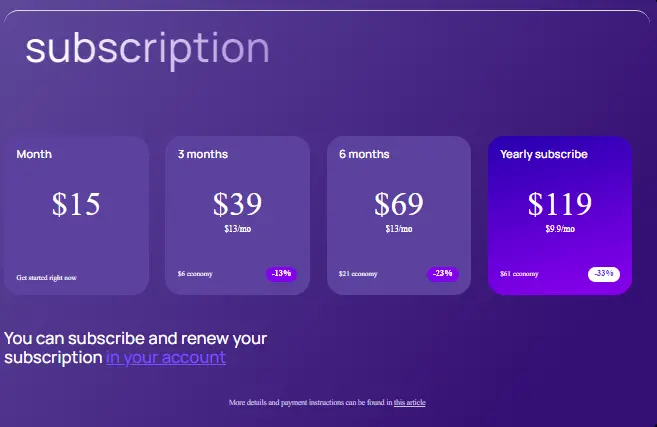 subscription
Month
$15
Get started right now
3 months
$39
$13/mo
$6 economy
-13%
6 months
$69
$13/mo
$21 economy
-23%
Yearly subscribe
$119
$9.9/mo
$61 economy
-33%
You can subscribe and renew your
subscription in your account
More details and payment instructions can be found in this article